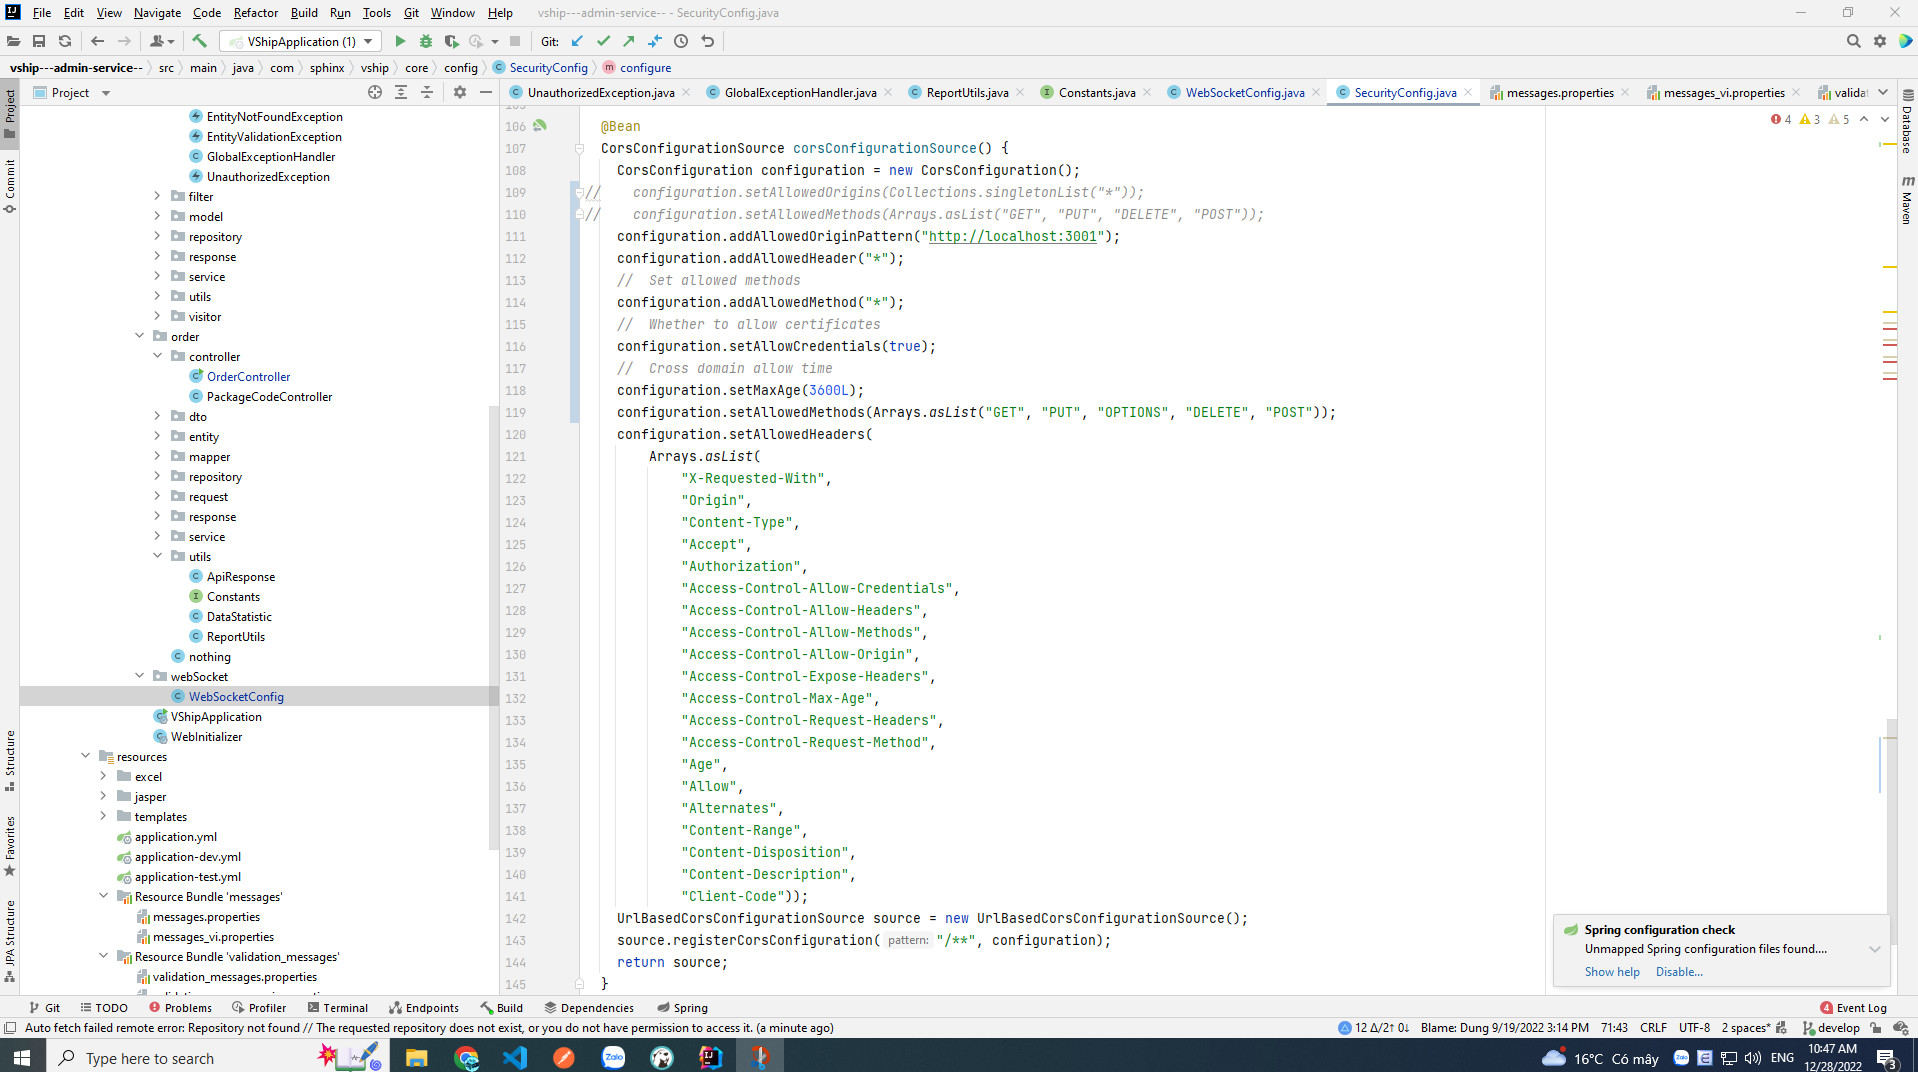 File Edit View Navigate Code Refactor Build Run Tools Git Window Help vship---admin-service-- - SecurityConfig.java
VShipApplication (1) Git:
vship---admin-service-- src main java com sphinx vship core config SecurityConfig configure
Project
UnauthorizedException.java GlobalExceptionHandler.java ReportUtils.java Constants.java WebSocketConfig.java SecurityConfig.java messages.properties messages_vi.properties validat
Project
Commit
Structure
Favorites
JPA Structure
EntityNotFoundException
EntityValidationException
GlobalExceptionHandler
UnauthorizedException
filter
model
repository
response
service
utils
visitor
order
controller
OrderController
PackageCodeController
dto
entity
mapper
repository
request
response
service
utils
ApiResponse
Constants
DataStatistic
ReportUtils
nothing
webSocket
WebSocketConfig
VShipApplication
WebInitializer
resources
excel
jasper
templates
application.yml
application-dev.yml
application-test.yml
Resource Bundle 'messages'
messages.properties
messages_vi.properties
Resource Bundle 'validation_messages'
validation_messages.properties
4 3 5
106 @Bean
107 CorsConfigurationSource corsConfigurationSource() {
108 CorsConfiguration configuration = new CorsConfiguration();
109 // configuration.setAllowedOrigins(Collections.singletonList("*"));
110 // configuration.setAllowedMethods(Arrays.asList("GET", "PUT", "DELETE", "POST"));
111 configuration.addAllowedOriginPattern("http://localhost:3001");
112 configuration.addAllowedHeader("*");
113 // Set allowed methods
114 configuration.addAllowedMethod("*");
115 // Whether to allow certificates
116 configuration.setAllowCredentials(true);
117 // Cross domain allow time
118 configuration.setMaxAge(3600L);
119 configuration.setAllowedMethods(Arrays.asList("GET", "PUT", "OPTIONS", "DELETE", "POST"));
120 configuration.setAllowedHeaders(
121 Arrays.asList(
122 "X-Requested-With",
123 "Origin",
124 "Content-Type",
125 "Accept",
126 "Authorization",
127 "Access-Control-Allow-Credentials",
128 "Access-Control-Allow-Headers",
129 "Access-Control-Allow-Methods",
130 "Access-Control-Allow-Origin",
131 "Access-Control-Expose-Headers",
132 "Access-Control-Max-Age",
133 "Access-Control-Request-Headers",
134 "Access-Control-Request-Method",
135 "Age",
136 "Allow",
137 "Alternates",
138 "Content-Range",
139 "Content-Disposition",
140 "Content-Description",
141 "Client-Code"));
142 UrlBasedCorsConfigurationSource source = new UrlBasedCorsConfigurationSource();
143 source.registerCorsConfiguration( pattern: "/**", configuration);
144 return source;
145 }
Database
Maven
Spring configuration check
Unmapped Spring configuration files found....
Show help Disable...
Git TODO Problems Profiler Terminal Endpoints Build Dependencies Spring 4 Event Log
Auto fetch failed remote error: Repository not found // The requested repository does not exist, or you do not have permission to access it. (a minute ago) 12 Δ/2↑ 0↓ Blame: Dung 9/19/2022 3:14 PM 71:43 CRLF UTF-8 2 spaces* develop
Type here to search Zalo 16°C Có mây Zalo ENG 10:47 AM
12/28/2022 3